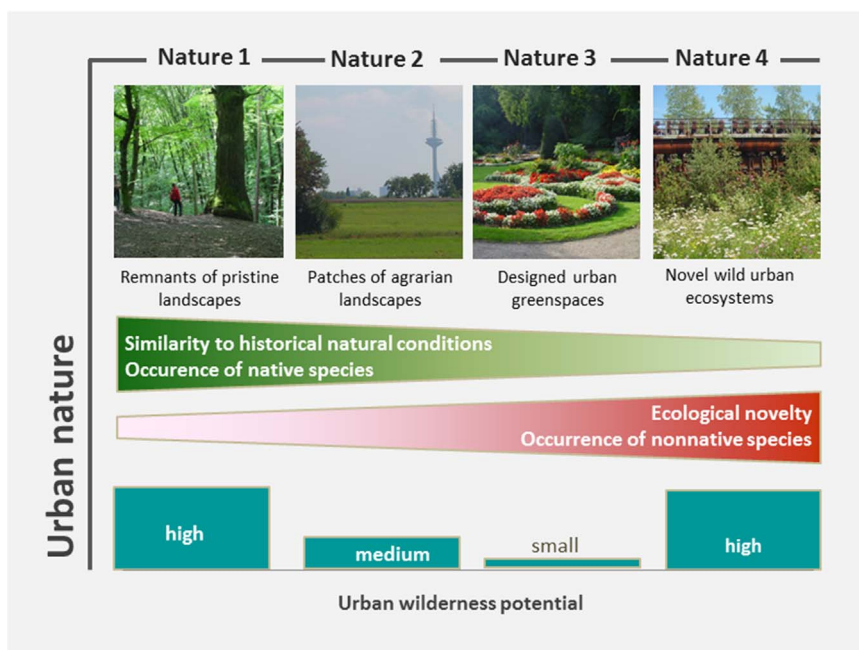 Nature 1
Nature 2
Nature 3
Nature 4
Remnants of pristine
landscapes
Patches of agrarian
landscapes
Designed urban
greenspaces
Novel wild urban
ecosystems
Similarity to historical natural conditions
Occurence of native species
Ecological novelty
Occurrence of nonnative species
Urban nature
high
medium
small
high
Urban wilderness potential